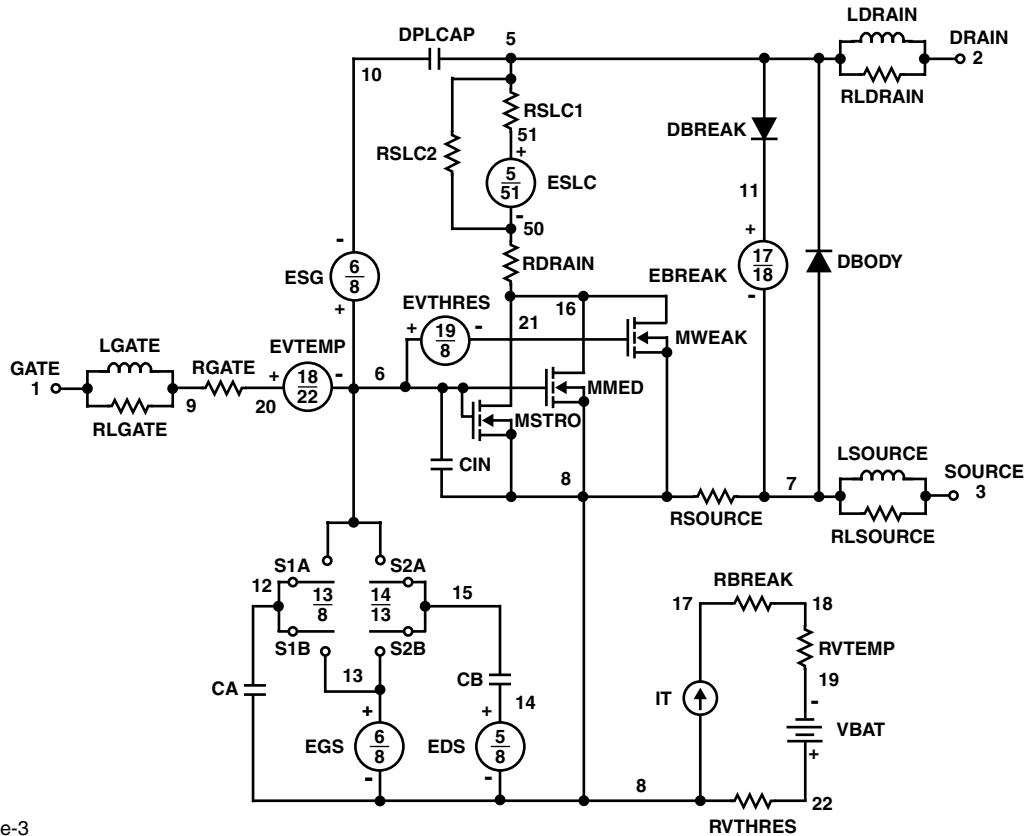 LDRAIN
DPLCAP
5
DRAIN
2
10
RLDRAIN
RSLC1
DBREAK
51
+
RSLC2
5
51
ESLC
11
-
50
-
+
17
18
RDRAIN
6
8
ESG
EBREAK
DBODY
+
EVTHRES
16
-
21
+
19
8
-
MWEAK
LGATE
EVTEMP
GATE
1
RGATE
+
18
22
-
6
MMED
9
20
MSTRO
RLGATE
LSOURCE
CIN
8
7
SOURCE
3
RSOURCE
RLSOURCE
S1A
S2A
12
13
8
14
13
15
RBREAK
17
18
S1B
S2B
RVTEMP
13
CB
19
CA
14
IT
-
+
+
VBAT
EGS
6
8
EDS
5
8
+
-
-
8
22
RVTHRES
e-3